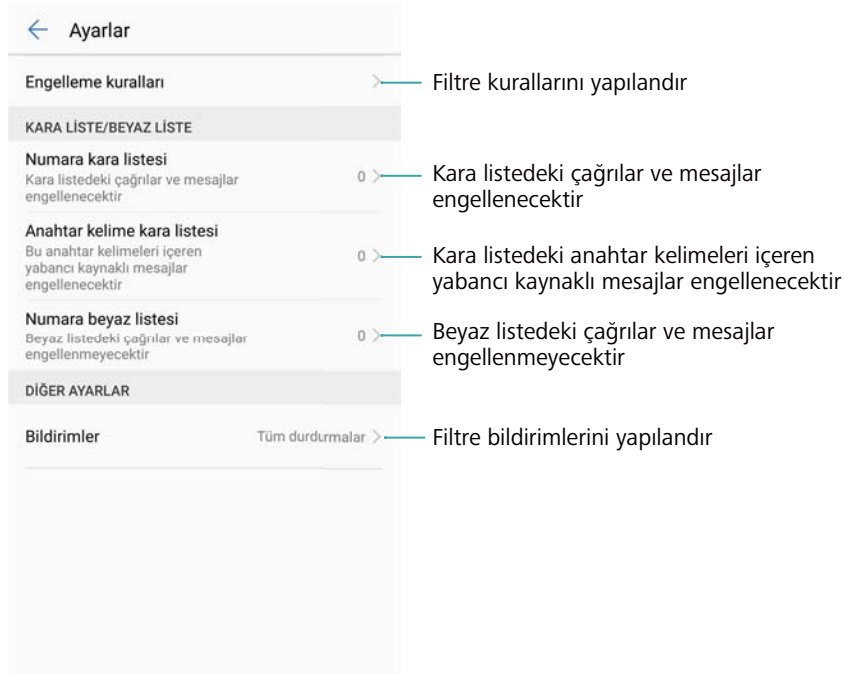 Ayarlar
Engelleme kuralları
Filtre kurallarını yapılandır
KARA LİSTE/BEYAZ LİSTE
Numara kara listesi
Kara listedeki çağrılar ve mesajlar
engellenecektir
0
Kara listedeki çağrılar ve mesajlar
engellenecektir
Anahtar kelime kara listesi
Bu anahtar kelimeleri içeren
yabancı kaynaklı mesajlar
engellenecektir
0
Kara listedeki anahtar kelimeleri içeren
yabancı kaynaklı mesajlar engellenecektir
Numara beyaz listesi
Beyaz listedeki çağrılar ve mesajlar
engellenmeyecektir
0
Beyaz listedeki çağrılar ve mesajlar
engellenmeyecektir
DİĞER AYARLAR
Bildirimler
Tüm durdurmalar
Filtre bildirimlerini yapılandır